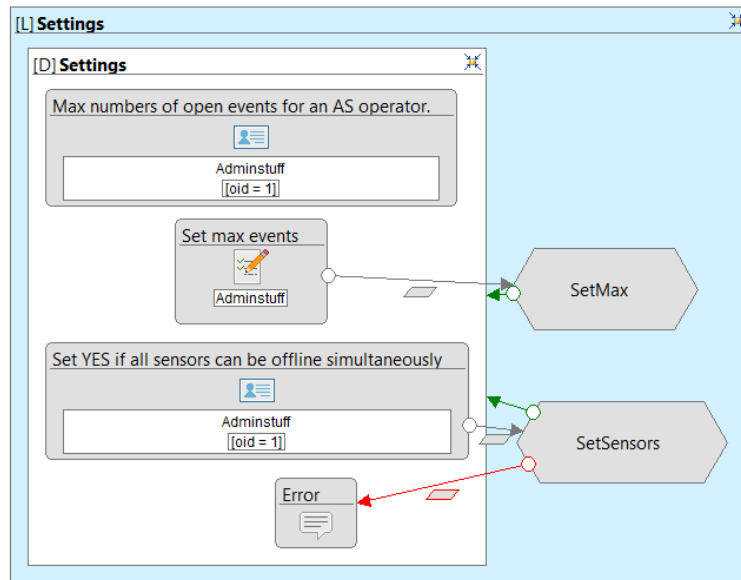 [L] Settings
[D] Settings
Max numbers of open events for an AS operator.
Adminstuff
[oid = 1]
Set max events
Adminstuff
SetMax
Set YES if all sensors can be offline simultaneously
Adminstuff
[oid = 1]
SetSensors
Error